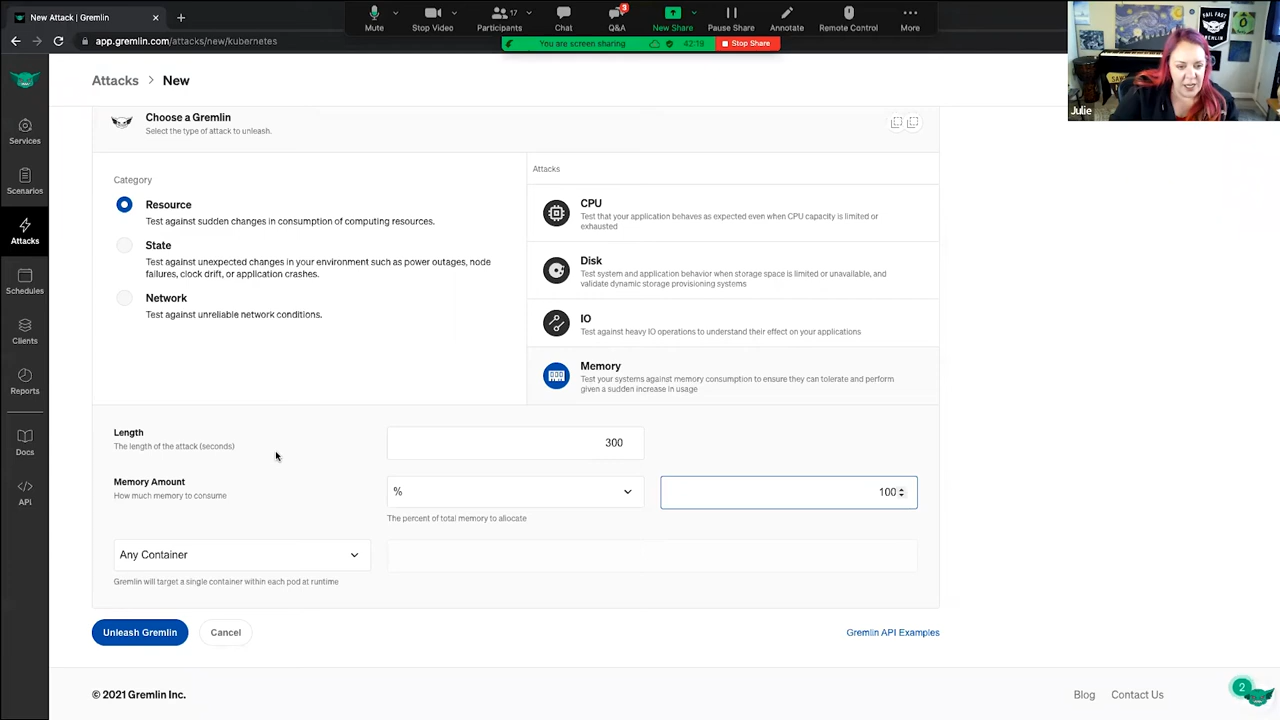 New Attack | Gremlin
Mute
Stop Video
17
Participants
Chat
3
Q&A
New Share
Pause Share
Annotate
Remote Control
More
app.gremlin.com/attacks/new/kubernetes
You are screen sharing
42:19
Stop Share
FAIL FAST
GREMLIN
Julie
Attacks > New
Services
Scenarios
Attacks
Schedules
Clients
Reports
Docs
API
Choose a Gremlin
Select the type of attack to unleash.
Category
Resource
Test against sudden changes in consumption of computing resources.
State
Test against unexpected changes in your environment such as power outages, node
failures, clock drift, or application crashes.
Network
Test against unreliable network conditions.
Attacks
CPU
Test that your application behaves as expected even when CPU capacity is limited or
exhausted
Disk
Test system and application behavior when storage space is limited or unavailable, and
validate dynamic storage provisioning systems
IO
Test against heavy IO operations to understand their effect on your applications
Memory
Test your systems against memory consumption to ensure they can tolerate and perform
given a sudden increase in usage
Length
The length of the attack (seconds)
300
Memory Amount
How much memory to consume
%
100
The percent of total memory to allocate
Any Container
Gremlin will target a single container within each pod at runtime
Unleash Gremlin
Cancel
Gremlin API Examples
© 2021 Gremlin Inc.
Blog
Contact Us
2